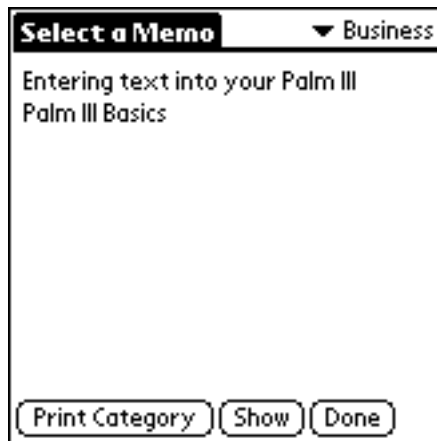 Select a Memo Business
Entering text into your Palm III
Palm III Basics
Print Category Show Done